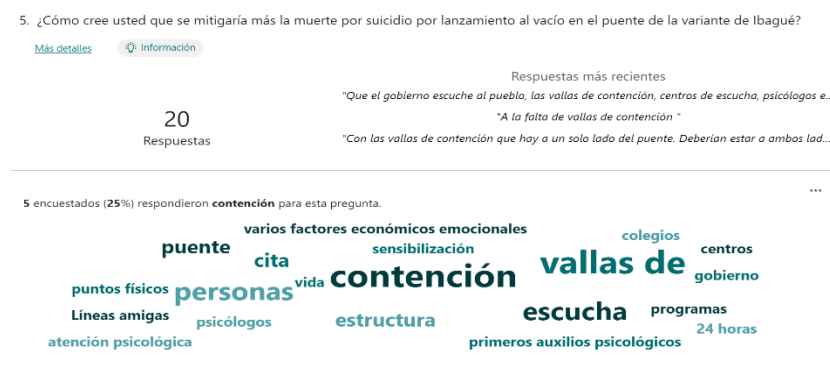 5. ¿Cómo cree usted que se mitigaría más la muerte por suicidio por lanzamiento al vacío en el puente de la variante de Ibagué?
Más detalles
Información
Respuestas más recientes
"Que el gobierno escuche al pueblo, las vallas de contención, centros de escucha, psicólogos e...
20
"A la falta de vallas de contención "
Respuestas
"Con las vallas de contención que hay a un solo lado del puente. Deberían estar a ambos lad...
...
5 encuestados (25%) respondieron contención para esta pregunta.
varios factores económicos emocionales
colegios
puente
sensibilización
centros
cita
vallas de
gobierno
puntos físicos
personas
vida
contención
Líneas amigas
psicólogos
estructura
escucha
programas
24 horas
atención psicológica
primeros auxilios psicológicos